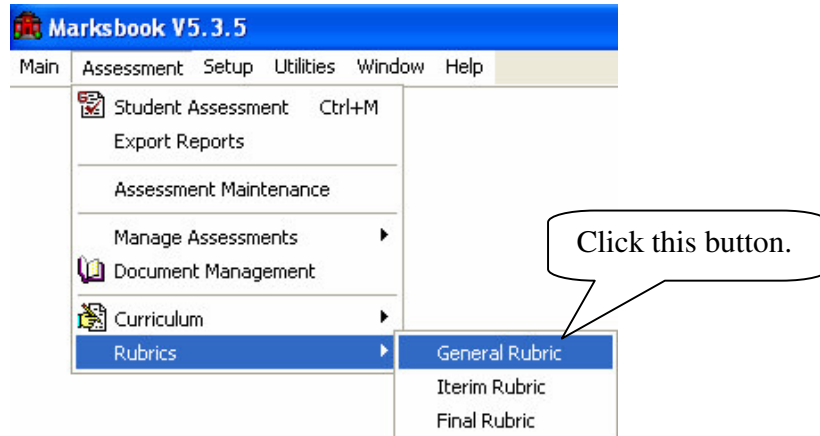 Marksbook V5.3.5
Main Assessment Setup Utilities Window Help
Student Assessment Ctrl+M
Export Reports
Assessment Maintenance
Manage Assessments
Document Management
Curriculum
Rubrics
General Rubric
Iterim Rubric
Final Rubric
Click this button.